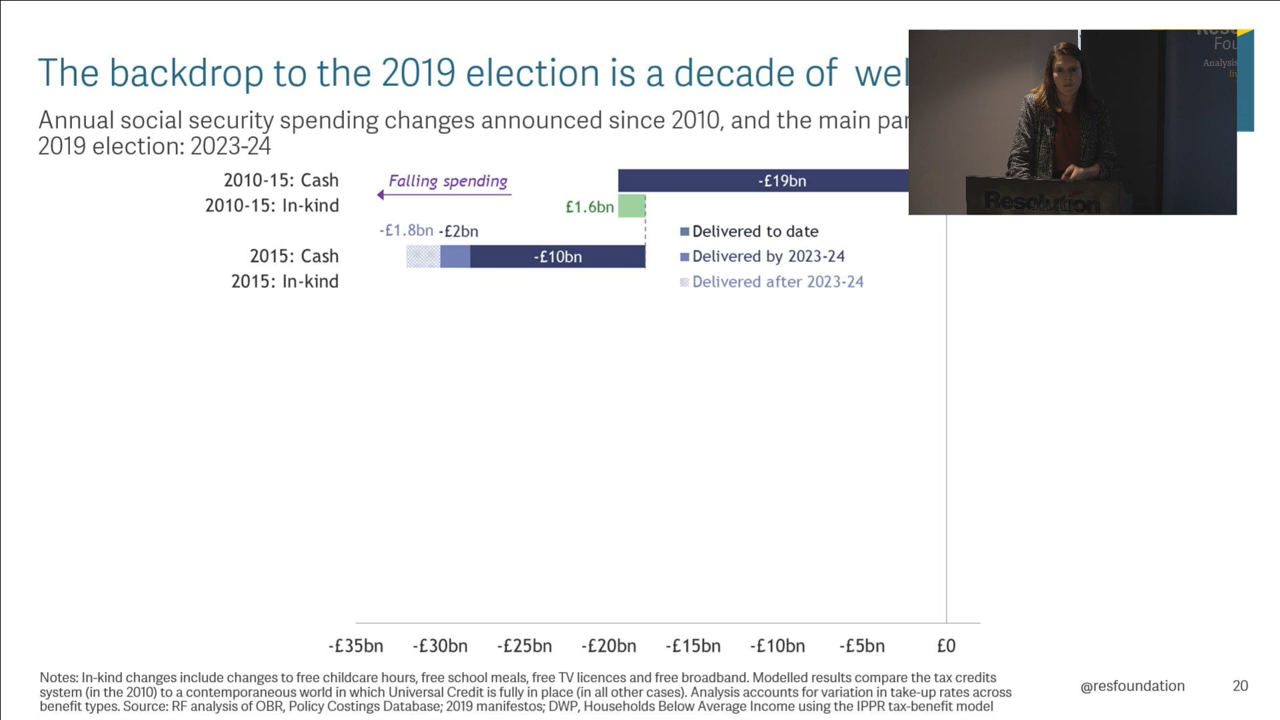 The backdrop to the 2019 election is a decade of
Annual social security spending changes announced since 2010, and the main
2019 election: 2023-24
2010-15: Cash
Falling spending
-£19bn
2010-15: In-kind
£1.6bn
-£1.8bn -£2bn
Delivered to date
2015: Cash
-£10bn
Delivered by 2023-24
2015: In-kind
Delivered after 2023-24
-£35bn -£30bn -£25bn -£20bn -£15bn -£10bn -£5bn £0
Notes: In-kind changes include changes to free childcare hours, free school meals, free TV licences and free broadband. Modelled results compare the tax credits
system (in the 2010) to a contemporaneous world in which Universal Credit is fully in place (in all other cases). Analysis accounts for variation in take-up rates across
benefit types. Source: RF analysis of OBR, Policy Costings Database; 2019 manifestos; DWP, Households Below Average Income using the IPPR tax-benefit model
@resfoundation 20
Resolution